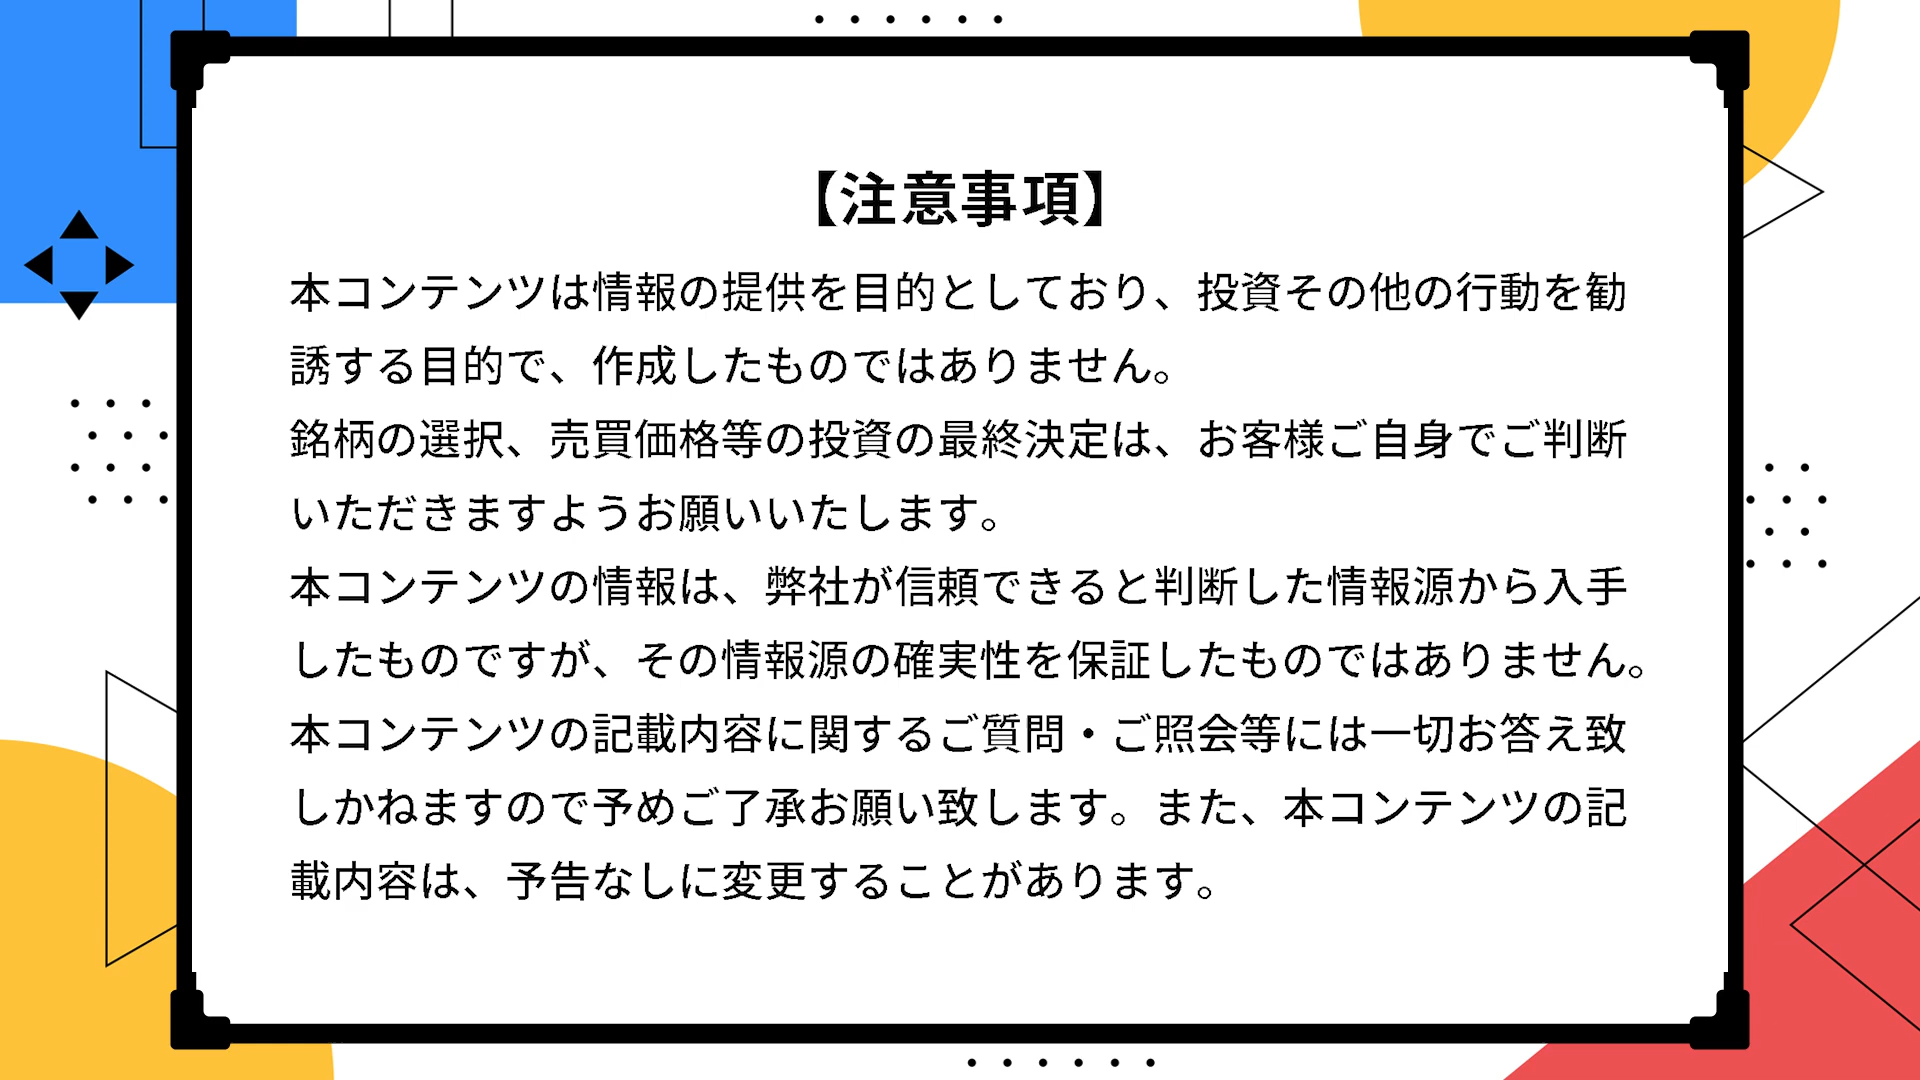 【注意事項】
本コンテンツは情報の提供を目的としており、投資その他の行動を勧
誘する目的で、作成したものではありません。
銘柄の選択、売買価格等の投資の最終決定は、お客様ご自身でご判断
いただきますようお願いいたします。
本コンテンツの情報は、弊社が信頼できると判断した情報源から入手
したものですが、その情報源の確実性を保証したものではありません。
本コンテンツの記載内容に関するご質問・ご照会等には一切お答え致
しかねますので予めご了承お願い致します。また、本コンテンツの記
載内容は、予告なしに変更することがあります。